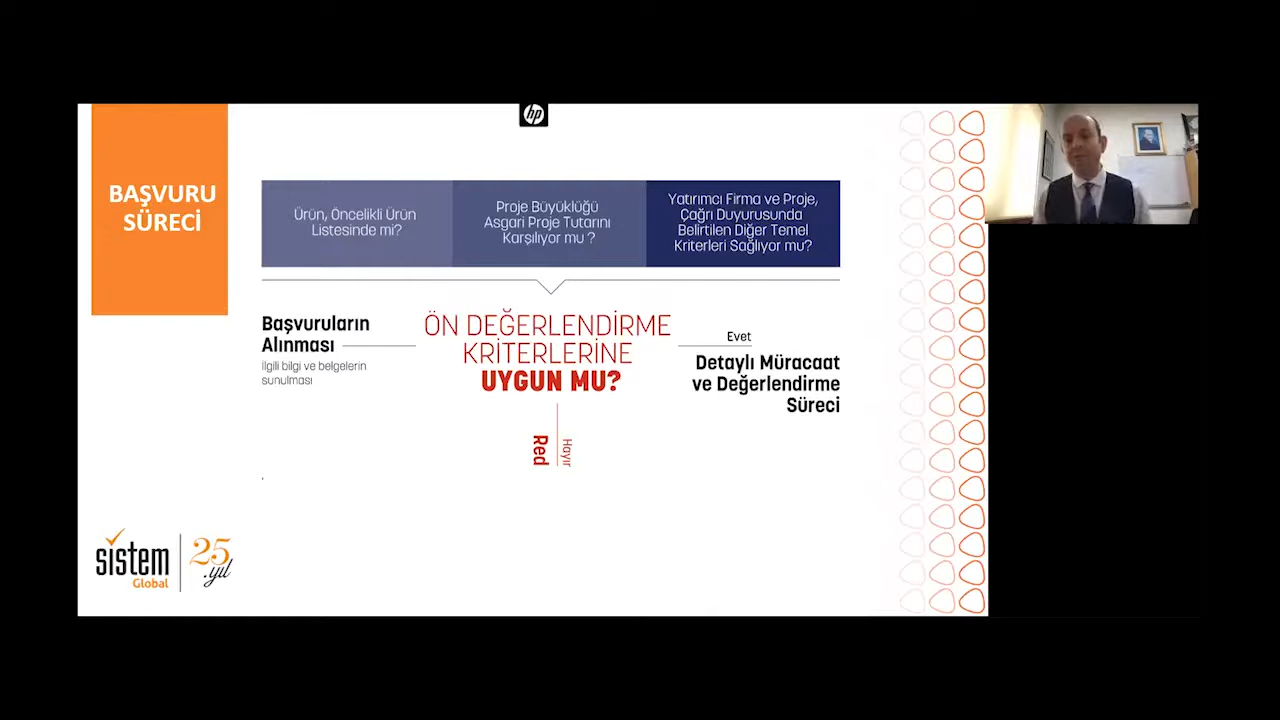 hp
BAŞVURU
SÜRECİ
Ürün, Öncelikli Ürün
Listesinde mi?
Proje Büyüklüğü
Asgari Proje Tutarını
Karşılıyor mu ?
Yatırımcı Firma ve Proje,
Çağrı Duyurusunda
Belirtilen Diğer Temel
Kriterleri Sağlıyor mu?
Başvuruların
Alınması
İlgili bilgi ve belgelerin
sunulması
ÖN DEĞERLENDİRME
KRİTERLERİNE
UYGUN MU?
Evet
Detaylı Müracaat
ve Değerlendirme
Süreci
Hayır
Red
sistem
Global
25
.yıl